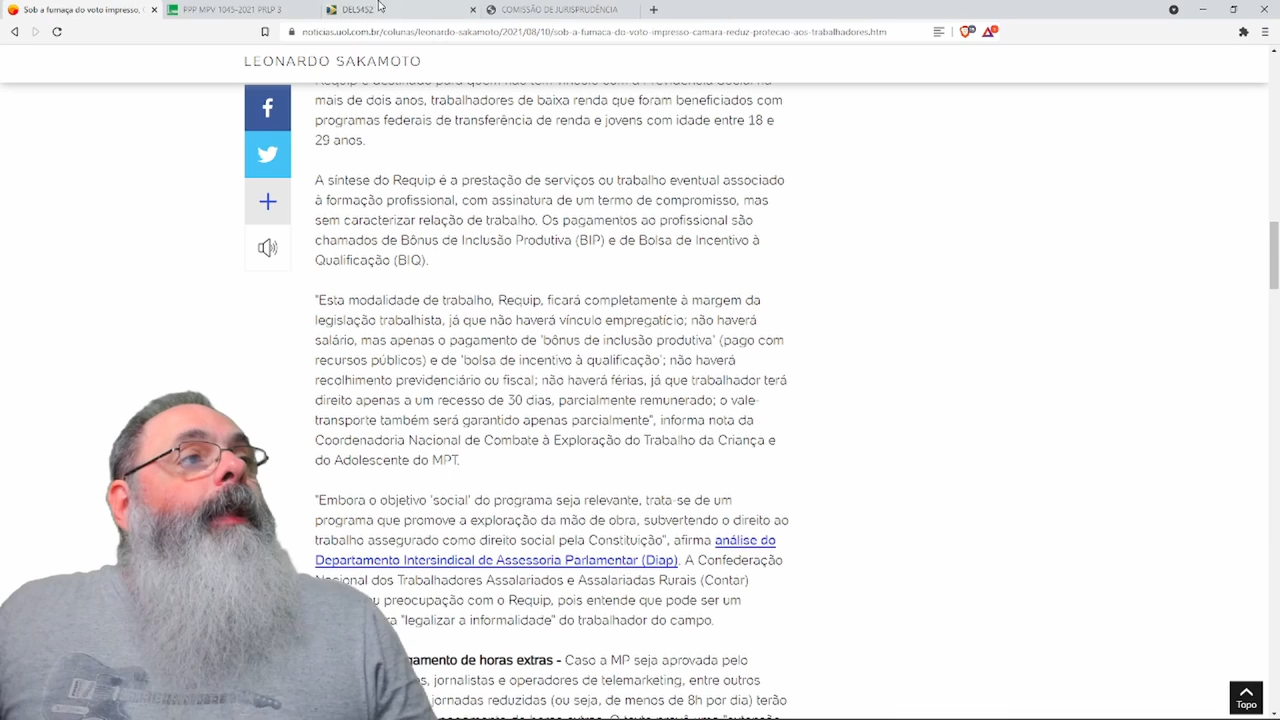 Sob a fumaça do voto impresso, C
PPP MPV 1045-2021 PRLP 3
DEL5452
COMISSÃO DE JURISPRUDÊNCIA
noticias.uol.com.br/colunas/leonardo-sakamoto/2021/08/10/sob-a-fumaca-do-voto-impresso-camara-reduz-protecao-aos-trabalhadores.htm
LEONARDO SAKAMOTO
Requip é destinado para quem não tem vínculo com a Previdência Social há
mais de dois anos, trabalhadores de baixa renda que foram beneficiados com
programas federais de transferência de renda e jovens com idade entre 18 e
29 anos.
A síntese do Requip é a prestação de serviços ou trabalho eventual associado
à formação profissional, com assinatura de um termo de compromisso, mas
sem caracterizar relação de trabalho. Os pagamentos ao profissional são
chamados de Bônus de Inclusão Produtiva (BIP) e de Bolsa de Incentivo à
Qualificação (BIQ).
"Esta modalidade de trabalho, Requip, ficará completamente à margem da
legislação trabalhista, já que não haverá vínculo empregatício; não haverá
salário, mas apenas o pagamento de 'bônus de inclusão produtiva' (pago com
recursos públicos) e de 'bolsa de incentivo à qualificação'; não haverá
recolhimento previdenciário ou fiscal; não haverá férias, já que trabalhador terá
direito apenas a um recesso de 30 dias, parcialmente remunerado; o vale-
transporte também será garantido apenas parcialmente", informa nota da
Coordenadoria Nacional de Combate à Exploração do Trabalho da Criança e
do Adolescente do MPT.
"Embora o objetivo 'social' do programa seja relevante, trata-se de um
programa que promove a exploração da mão de obra, subvertendo o direito ao
trabalho assegurado como direito social pela Constituição", afirma análise do
Departamento Intersindical de Assessoria Parlamentar (Diap). A Confederação
Nacional dos Trabalhadores Assalariados e Assalariadas Rurais (Contar)
ou preocupação com o Requip, pois entende que pode ser um
"legalizar a informalidade" do trabalhador do campo.
amento de horas extras - Caso a MP seja aprovada pelo
, jornalistas e operadores de telemarketing, entre outros
jornadas reduzidas (ou seja, de menos de 8h por dia) terão
Topo